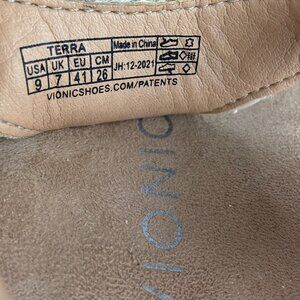 TERRA
USA UK EU CM
9 7 41 26
Made in China
JH:12-2021
VIONICSHOES.COM/PATENTS
VIONIC